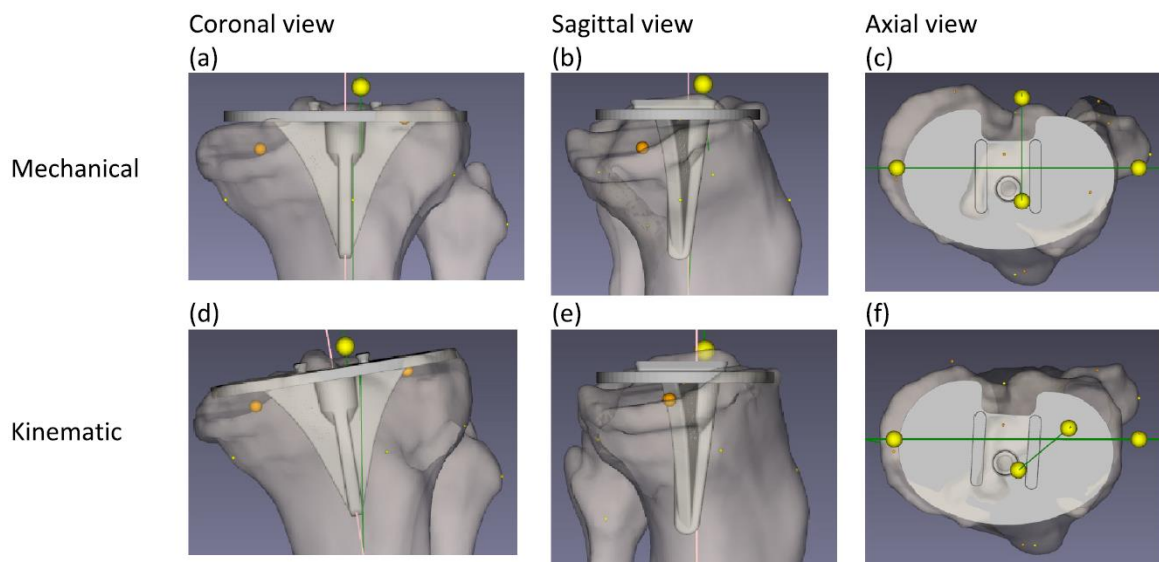 Coronal view
Sagittal view
Axial view
(a)
(b)
(c)
Mechanical
(d)
(e)
(f)
Kinematic